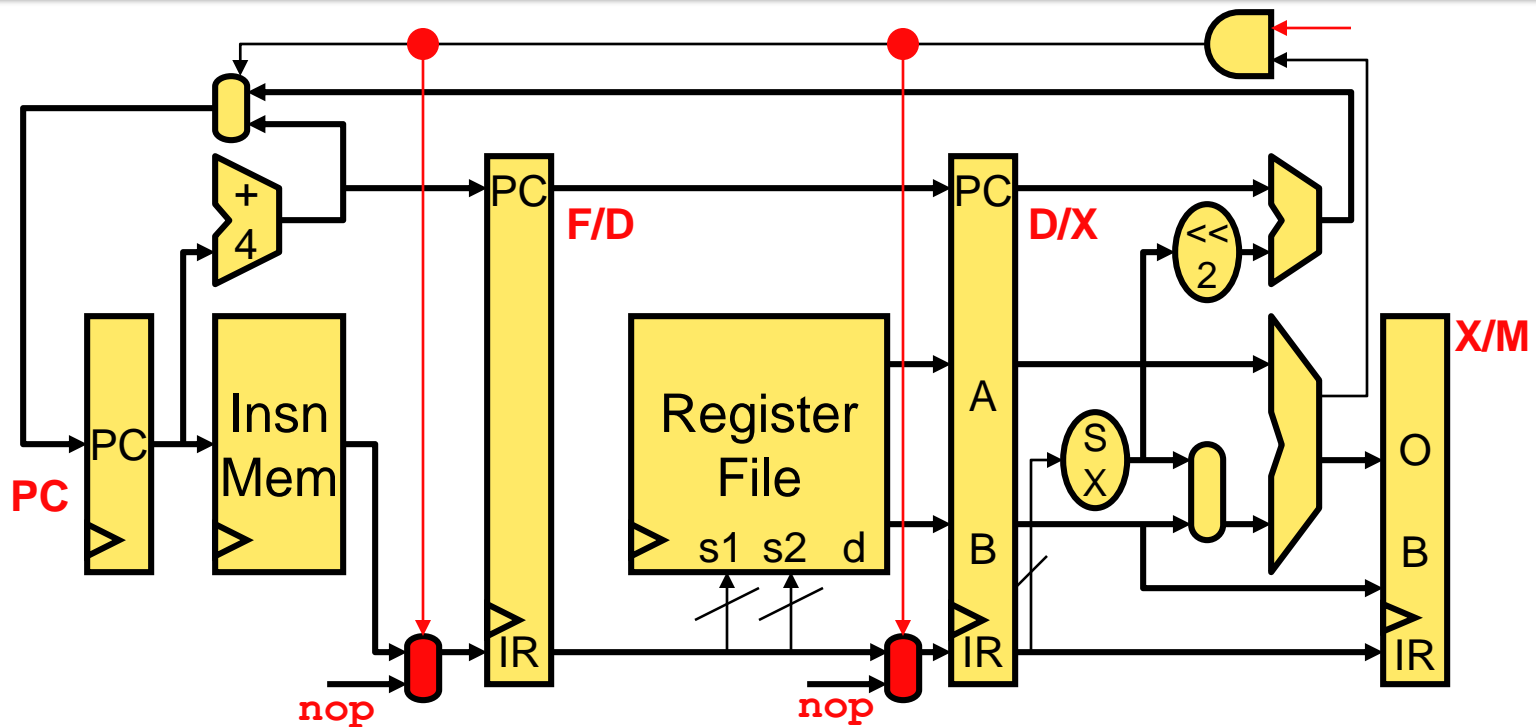 +
4
PC
PC
Insn
Mem
nop
PC
F/D
IR
Register
File
s1 s2 d
nop
PC
D/X
A
B
IR
<<
2
S
X
X/M
O
B
IR